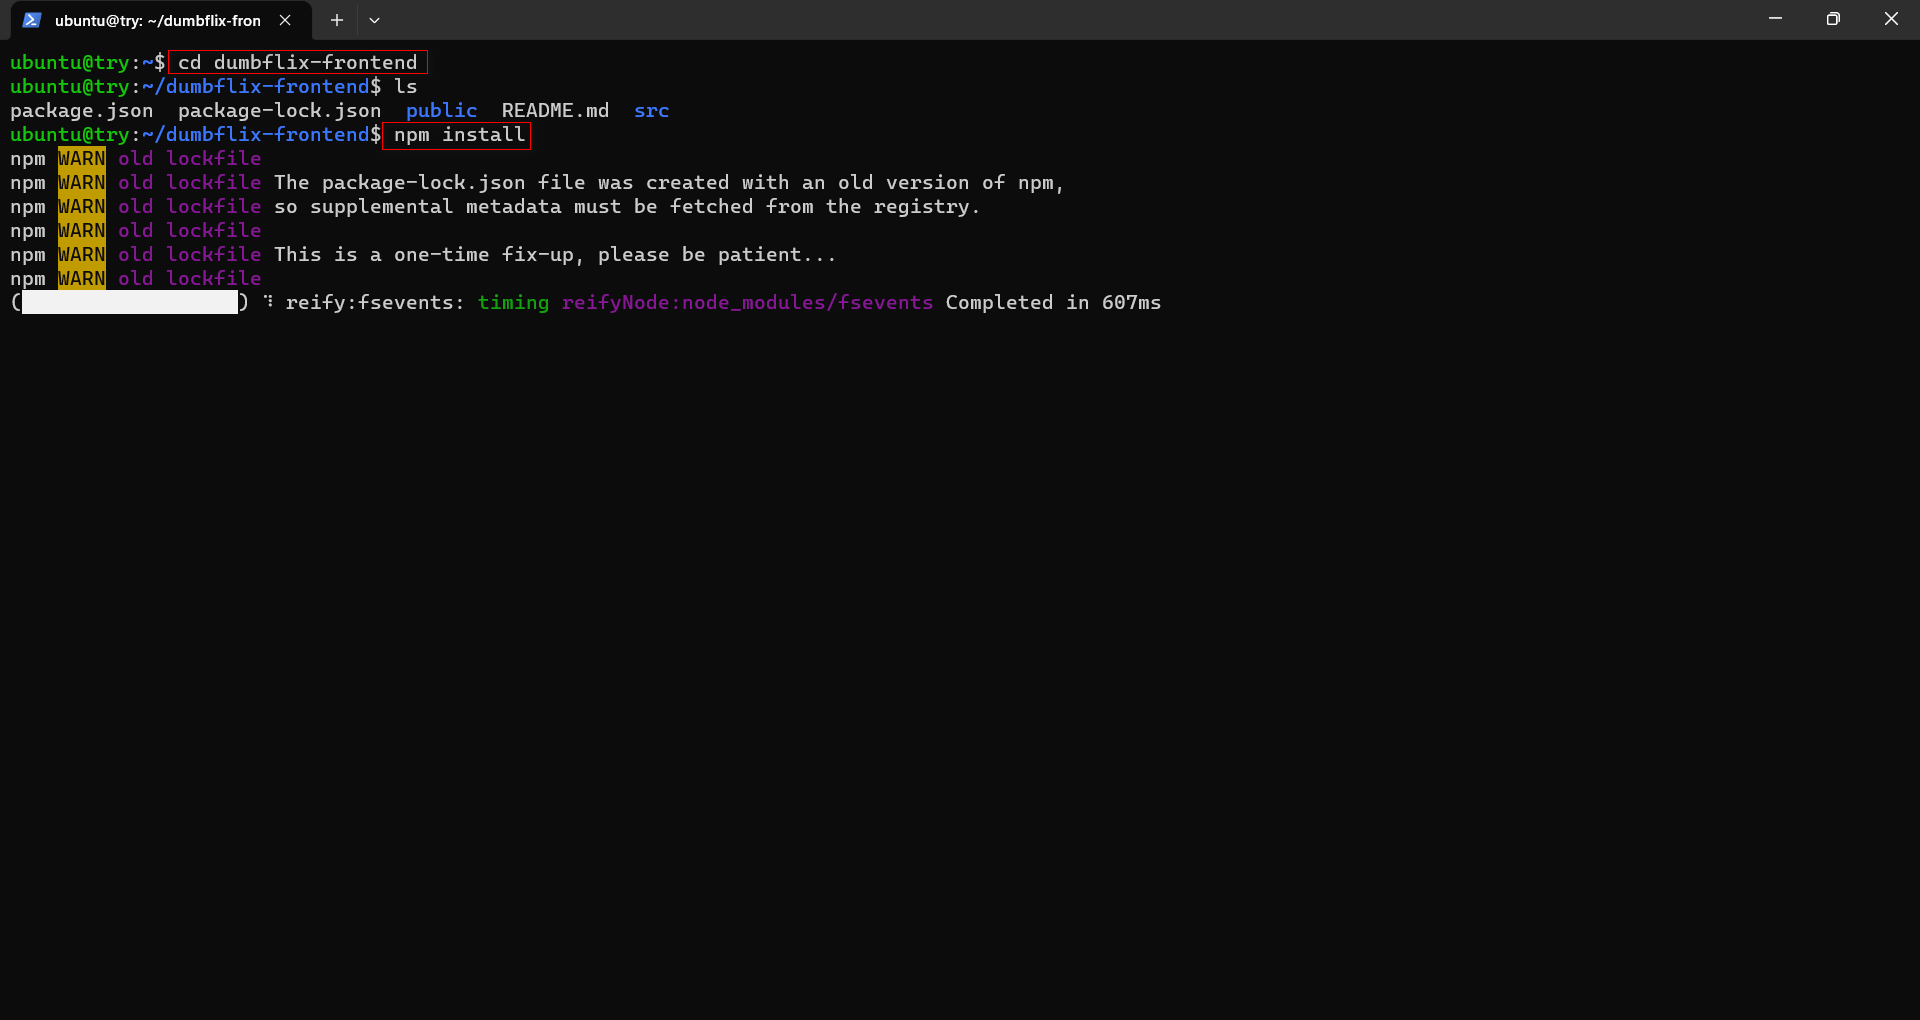 ubuntu@try: ~/dumbflix-fron
ubuntu@try:~$ cd dumbflix-frontend
ubuntu@try:~/dumbflix-frontend$ ls
package.json  package-lock.json  public  README.md  src
ubuntu@try:~/dumbflix-frontend$ npm install
npm WARN old lockfile
npm WARN old lockfile The package-lock.json file was created with an old version of npm,
npm WARN old lockfile so supplemental metadata must be fetched from the registry.
npm WARN old lockfile
npm WARN old lockfile This is a one-time fix-up, please be patient...
npm WARN old lockfile
(                  ) ⠹ reify:fsevents: timing reifyNode:node_modules/fsevents Completed in 607ms